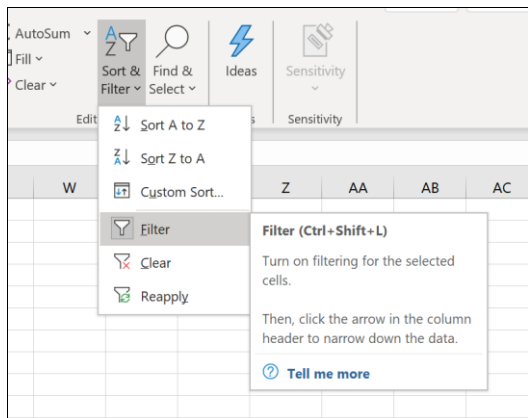 AutoSum
Fill
Clear
Sort &
Filter
Find &
Select
Ideas
Sensitivity
Edit
s
Sensitivity
Sort A to Z
Sort Z to A
Custom Sort...
Filter
Clear
Reapply
W
Z
AA
AB
AC
Filter (Ctrl+Shift+L)
Turn on filtering for the selected
cells.
Then, click the arrow in the column
header to narrow down the data.
Tell me more